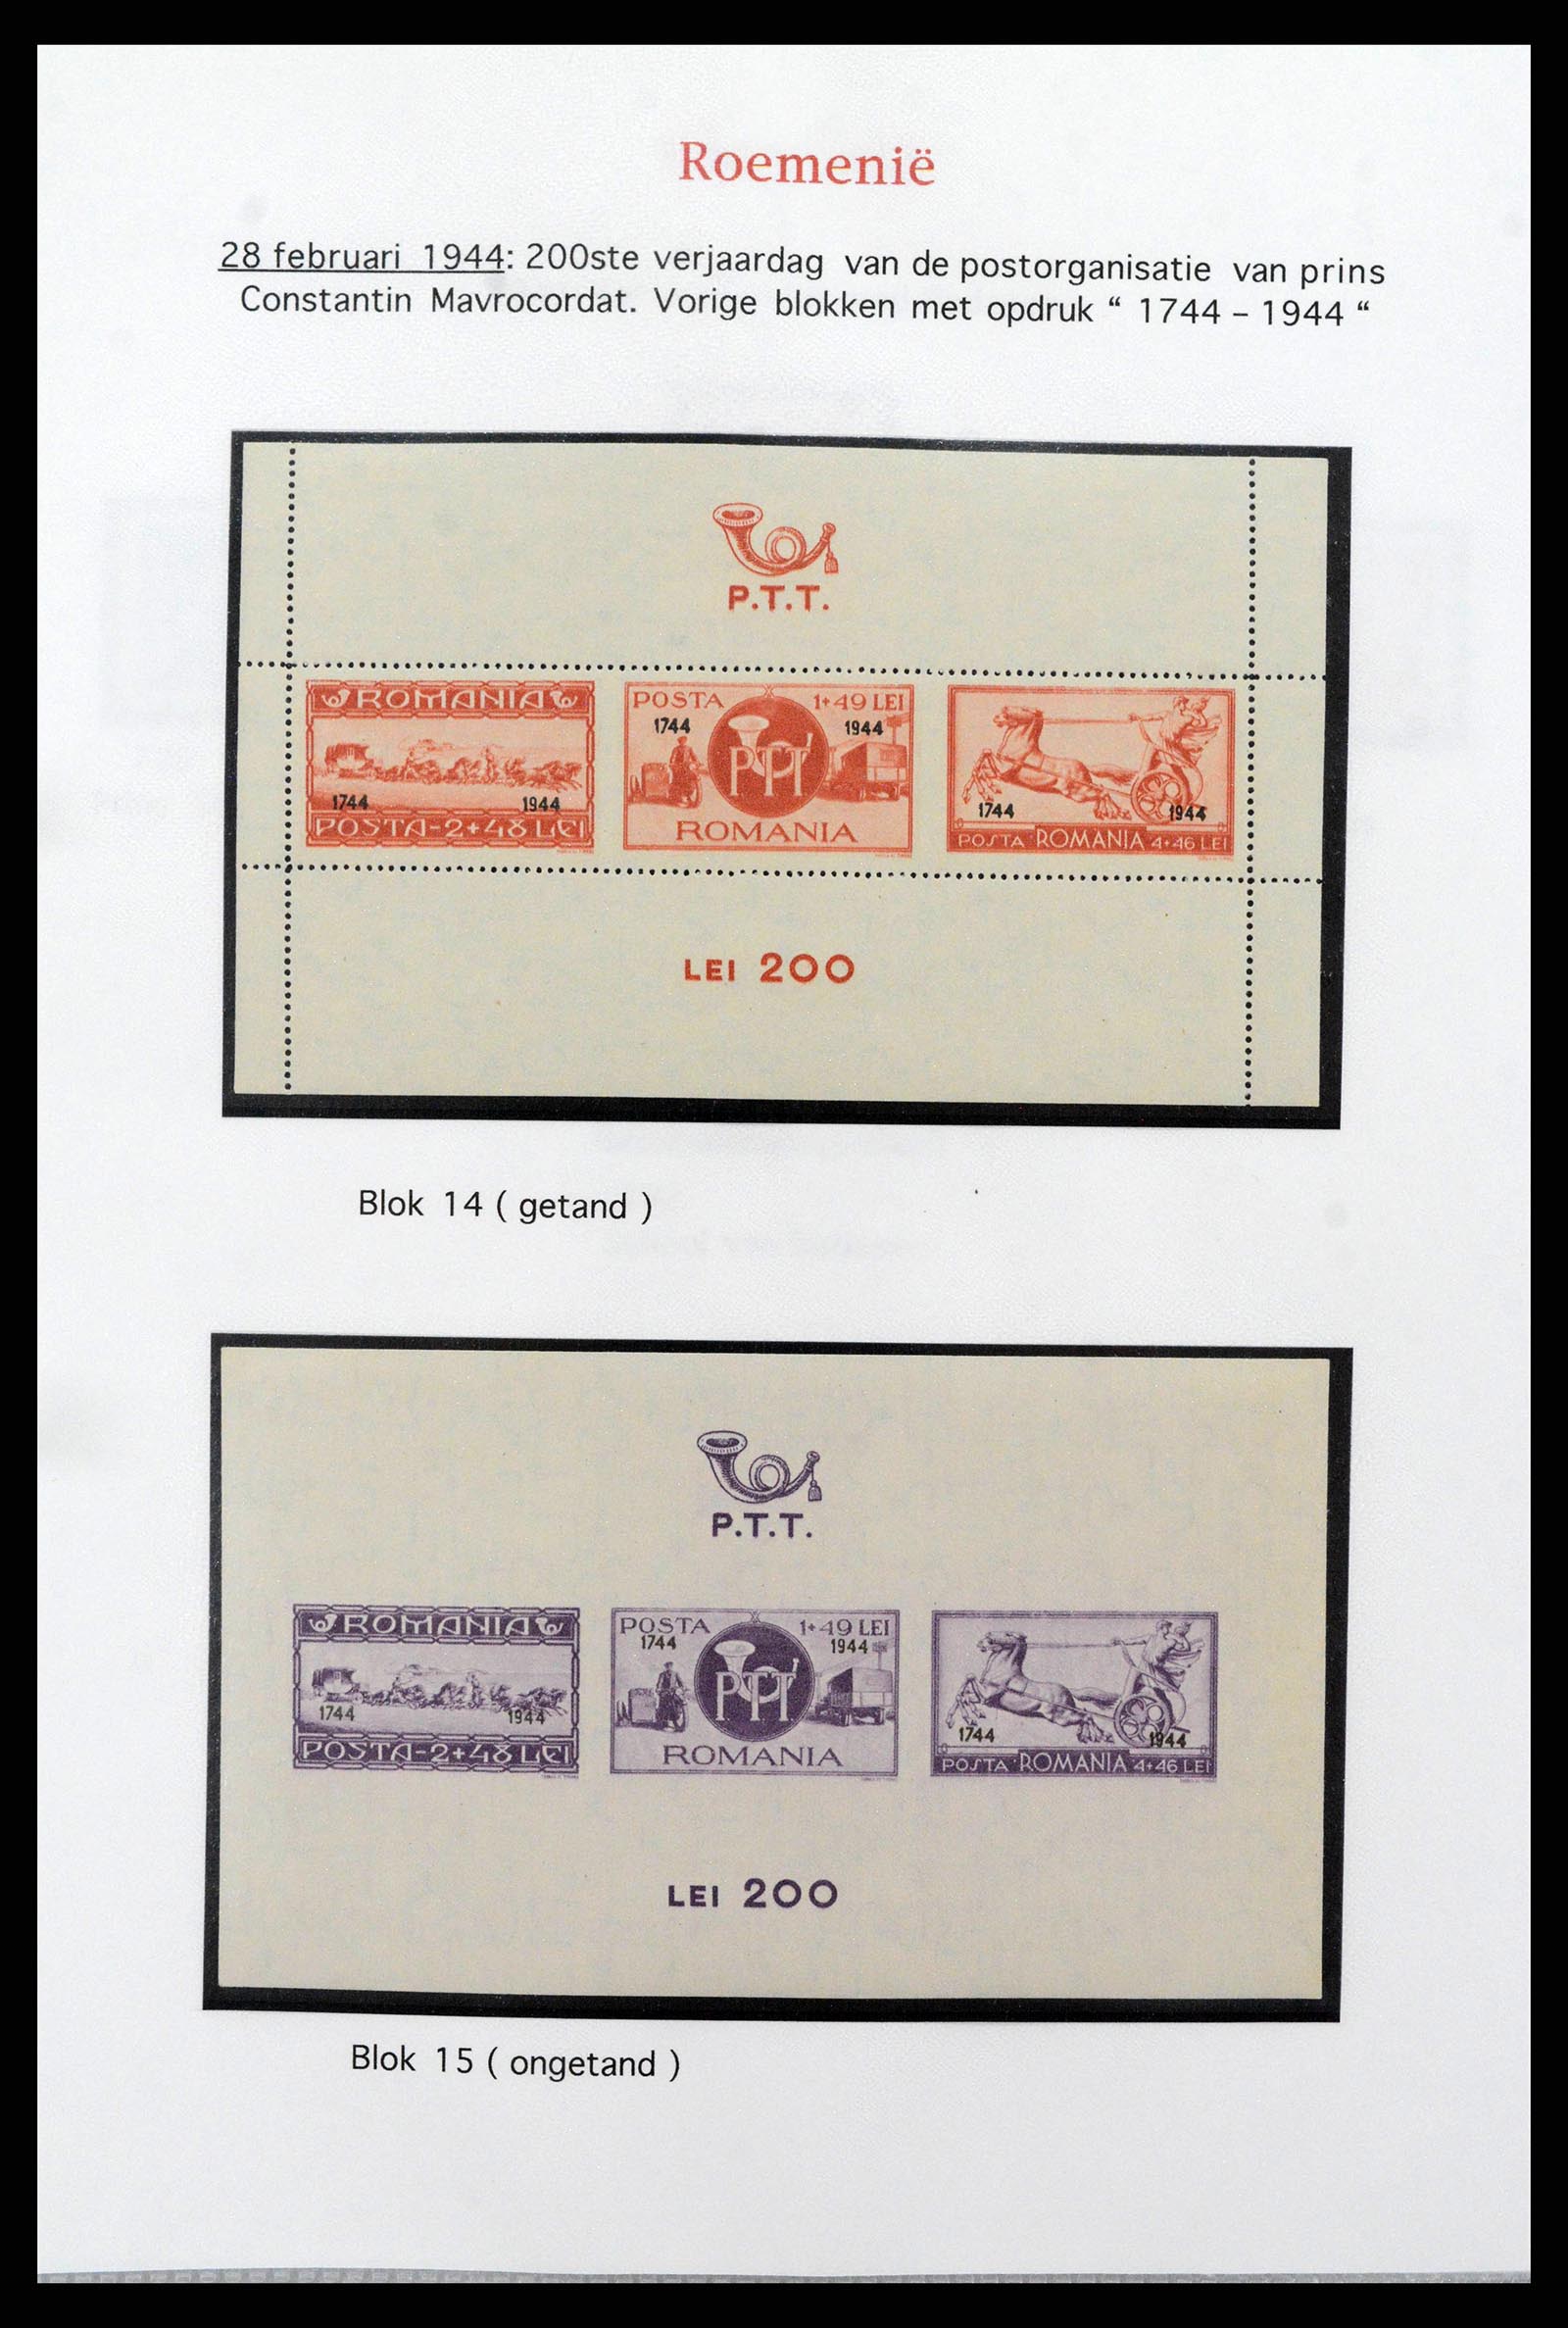 Roemenië
28 februari 1944: 200ste verjaardag van de postorganisatie van prins
Constantin Mavrocordat. Vorige blokken met opdruk “ 1744 – 1944 “
P.T.T.
ROMANIA
1744 1944
POSTA-2+48 LEI
POSTA 1+49 LEI
1744 1944
PTT
ROMANIA
1744 1944
POSTA ROMANIA 4+46 LEI
LEI 200
Blok 14 ( getand )
P.T.T.
ROMANIA
1744 1944
POSTA-2+48 LEI
POSTA 1+49 LEI
1744 1944
PTT
ROMANIA
1744 1944
POSTA ROMANIA 4+46 LEI
LEI 200
Blok 15 ( ongetand )